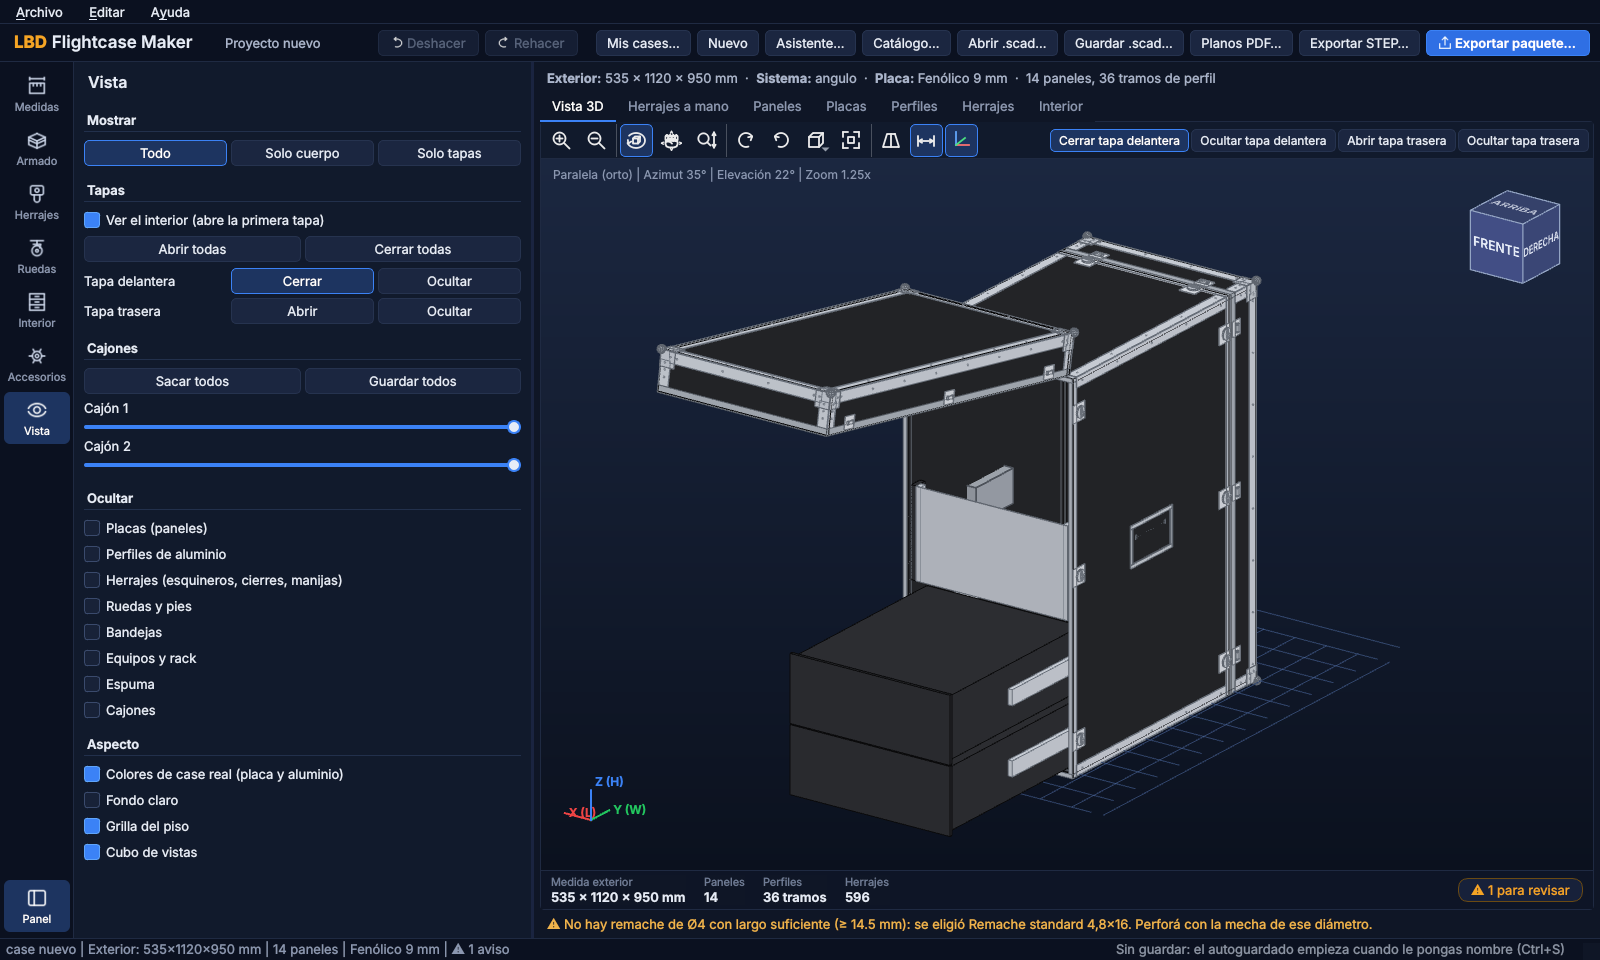 Archivo Editar Ayuda
LBD Flightcase Maker Proyecto nuevo Deshacer Rehacer Mis cases... Nuevo Asistente... Catálogo... Abrir .scad... Guardar .scad... Planos PDF... Exportar STEP... Exportar paquete...
Medidas
Armado
Herrajes
Ruedas
Interior
Accesorios
Vista
Panel
Vista
Mostrar
Todo Solo cuerpo Solo tapas
Tapas
Ver el interior (abre la primera tapa)
Abrir todas Cerrar todas
Tapa delantera Cerrar Ocultar
Tapa trasera Abrir Ocultar
Cajones
Sacar todos Guardar todos
Cajón 1
Cajón 2
Ocultar
Placas (paneles)
Perfiles de aluminio
Herrajes (esquineros, cierres, manijas)
Ruedas y pies
Bandejas
Equipos y rack
Espuma
Cajones
Aspecto
Colores de case real (placa y aluminio)
Fondo claro
Grilla del piso
Cubo de vistas
Exterior: 535 × 1120 × 950 mm · Sistema: angulo · Placa: Fenólico 9 mm · 14 paneles, 36 tramos de perfil
Vista 3D Herrajes a mano Paneles Placas Perfiles Herrajes Interior
Cerrar tapa delantera Ocultar tapa delantera Abrir tapa trasera Ocultar tapa trasera
Paralela (orto) | Azimut 35° | Elevación 22° | Zoom 1.25x
ARRIBA
FRENTE DERECHA
Z (H)
X (L) Y (W)
Medida exterior Paneles Perfiles Herrajes
535 × 1120 × 950 mm 14 36 tramos 596
1 para revisar
No hay remache de Ø4 con largo suficiente (≥ 14.5 mm): se eligió Remache standard 4,8×16. Perforá con la mecha de ese diámetro.
case nuevo | Exterior: 535×1120×950 mm | 14 paneles | Fenólico 9 mm | ⚠ 1 aviso
Sin guardar: el autoguardado empieza cuando le pongas nombre (Ctrl+S)